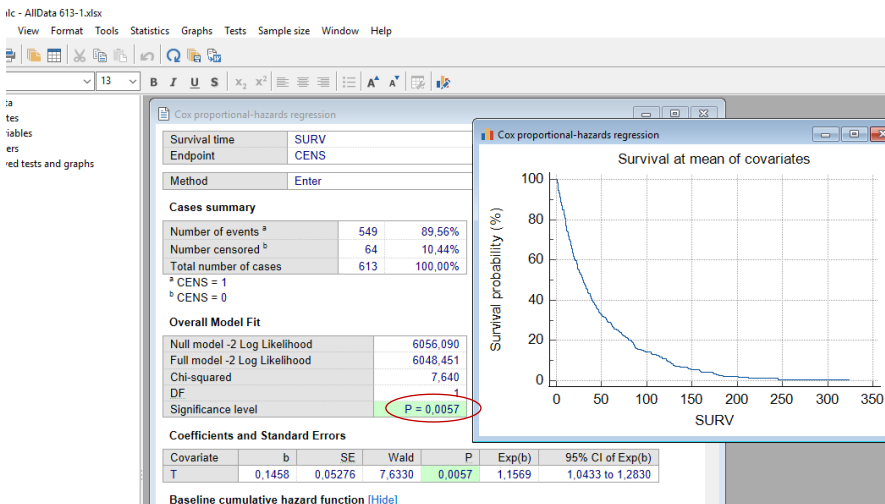 alc - AllData 613-1.xlsx
View Format Tools Statistics Graphs Tests Sample size Window Help
13 B I U S x₂ x² A A
ved tests and graphs
Cox proportional-hazards regression
Survival time SURV
Endpoint CENS
Method Enter
Cases summary
Number of events a 549 89,56%
Number censored b 64 10,44%
Total number of cases 613 100,00%
a CENS = 1
b CENS = 0
Overall Model Fit
Null model -2 Log Likelihood 6056,090
Full model -2 Log Likelihood 6048,451
Chi-squared 7,640
DF 1
Significance level P = 0,0057
Coefficients and Standard Errors
Covariate b SE Wald P Exp(b) 95% CI of Exp(b)
T 0,1458 0,05276 7,6330 0,0057 1,1569 1,0433 to 1,2830
Baseline cumulative hazard function [Hide]
Cox proportional-hazards regression
Survival at mean of covariates
Survival probability (%)
100
80
60
40
20
0
0 50 100 150 200 250 300 350
SURV